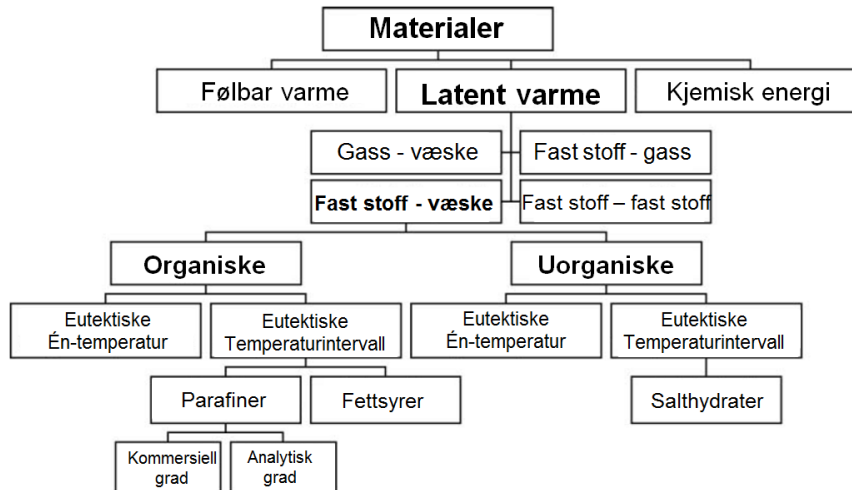 Materialer
Følbar varme
Latent varme
Kjemisk energi
Gass - væske
Fast stoff - gass
Fast stoff - væske
Fast stoff – fast stoff
Organiske
Uorganiske
Eutektiske
Én-temperatur
Eutektiske
Temperaturintervall
Eutektiske
Én-temperatur
Eutektiske
Temperaturintervall
Parafiner
Fettsyrer
Salthydrater
Kommersiell
grad
Analytisk
grad